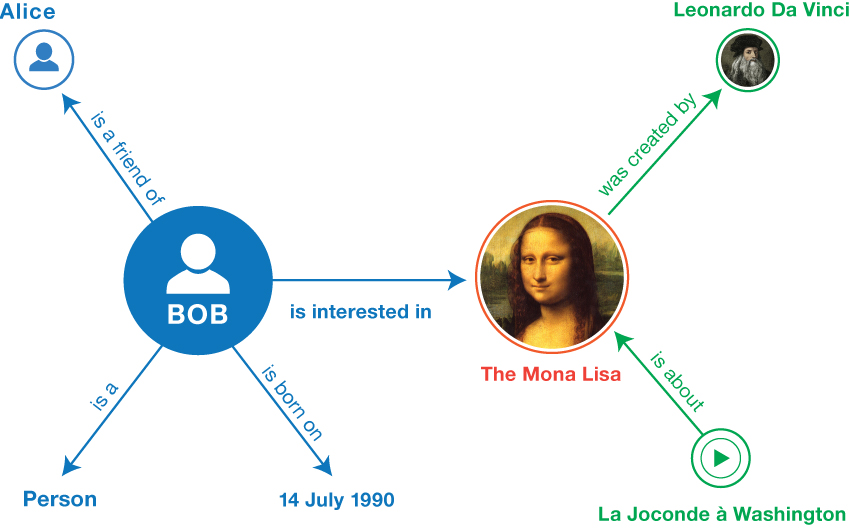 Alice
Leonardo Da Vinci
is a friend of
was created by
BOB
is interested in
The Mona Lisa
is a
is born on
is about
Person
14 July 1990
La Joconde à Washington